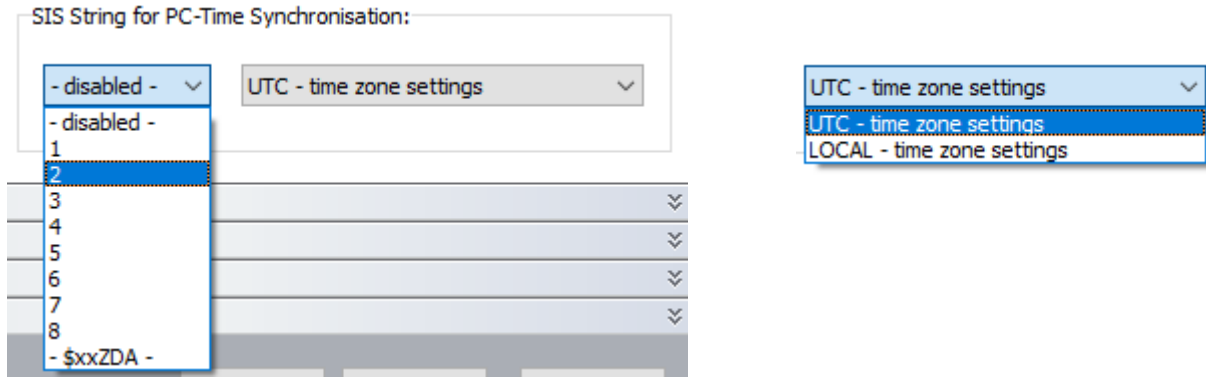 SIS String for PC-Time Synchronisation:
- disabled -
UTC - time zone settings
- disabled -
1
2
3
4
5
6
7
8
- $xxZDA -
UTC - time zone settings
UTC - time zone settings
LOCAL - time zone settings